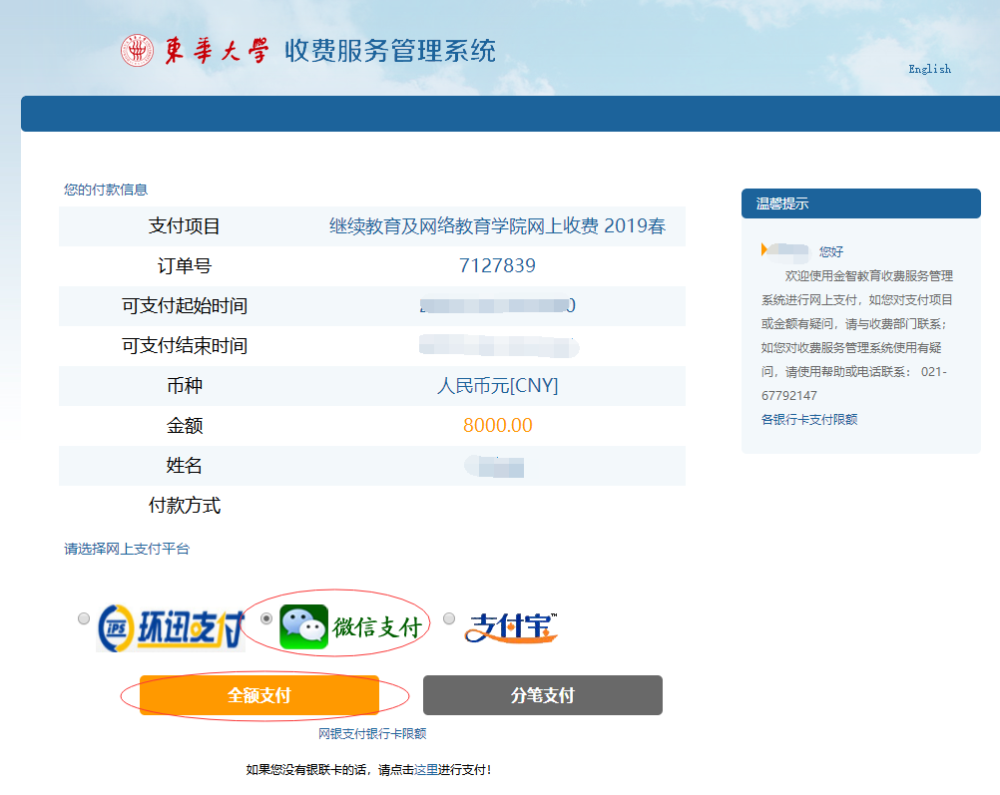 東華大學 收费服务管理系统
English
您的付款信息
支付项目 继续教育及网络教育学院网上收费 2019春
订单号 7127839
可支付起始时间 0
可支付结束时间
币种 人民币元[CNY]
金额 8000.00
姓名
付款方式
请选择网上支付平台
IPS 环迅支付 微信支付 支付宝™
全额支付 分笔支付
网银支付银行卡限额
如果您没有银联卡的话，请点击这里进行支付！
温馨提示
您好
欢迎使用金智教育收费服务管理
系统进行网上支付，如您对支付项目
或金额有疑问，请与收费部门联系；
如您对收费服务管理系统使用有疑
问，请使用帮助或电话联系： 021-
67792147
各银行卡支付限额